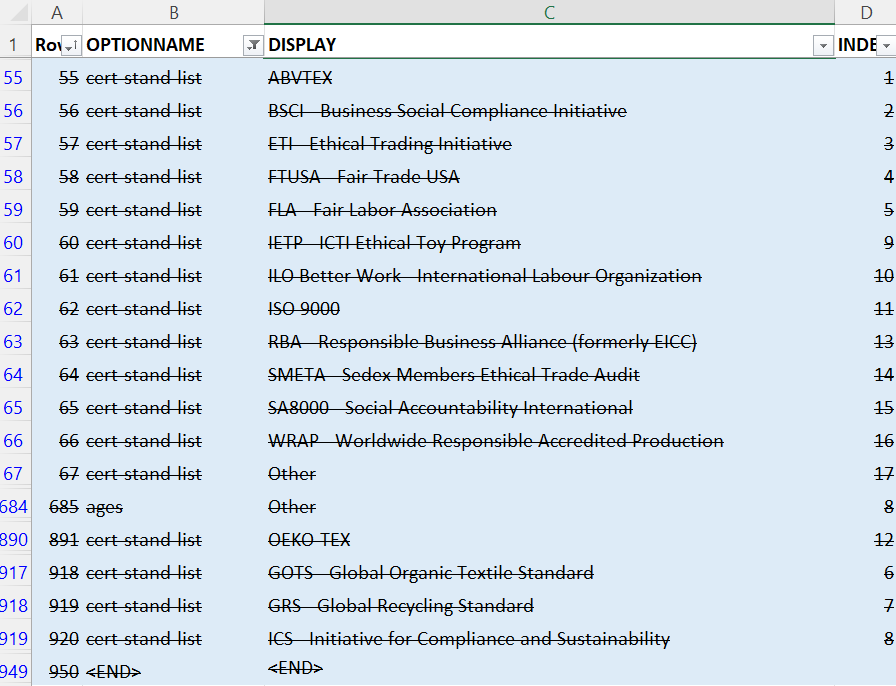 A B C D
1 Rov OPTIONNAME DISPLAY INDE
55 55 cert-stand-list ABVTEX 1
56 56 cert-stand-list BSCI - Business Social Compliance Initiative 2
57 57 cert-stand-list ETI - Ethical Trading Initiative 3
58 58 cert-stand-list FTUSA - Fair Trade USA 4
59 59 cert-stand-list FLA - Fair Labor Association 5
60 60 cert-stand-list IETP - ICTI Ethical Toy Program 9
61 61 cert-stand-list ILO Better Work - International Labour Organization 10
62 62 cert-stand-list ISO 9000 11
63 63 cert-stand-list RBA - Responsible Business Alliance (formerly EICC) 13
64 64 cert-stand-list SMETA - Sedex Members Ethical Trade Audit 14
65 65 cert-stand-list SA8000 - Social Accountability International 15
66 66 cert-stand-list WRAP - Worldwide Responsible Accredited Production 16
67 67 cert-stand-list Other 17
684 685 ages Other 8
890 891 cert-stand-list OEKO-TEX 12
917 918 cert-stand-list GOTS - Global Organic Textile Standard 6
918 919 cert-stand-list GRS - Global Recycling Standard 7
919 920 cert-stand-list ICS - Initiative for Compliance and Sustainability 8
949 950 <END> <END>